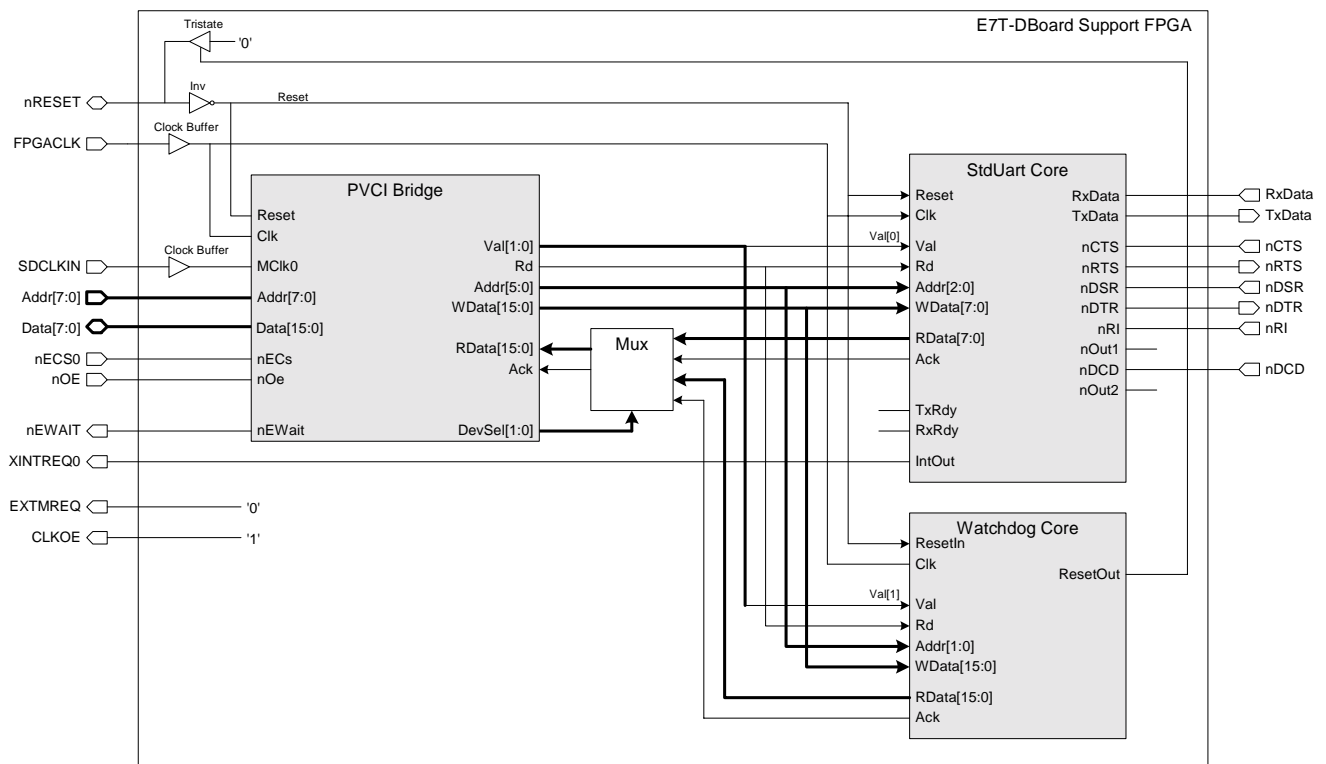 E7T-DBoard Support FPGA
Tristate
'0'
Inv
nRESET
Reset
Clock Buffer
FPGACLK
PVCI Bridge
Reset
Clk
Clock Buffer
SDCLKIN
MClk0
Addr[7:0]
Addr[7:0]
Data[7:0]
Data[15:0]
nECS0
nECs
nOE
nOe
nEWAIT
nEWait
Val[1:0]
Rd
Addr[5:0]
WData[15:0]
RData[15:0]
Ack
DevSel[1:0]
Mux
XINTREQ0
EXTMREQ
'0'
CLKOE
'1'
StdUart Core
Reset
Clk
Val[0]
Val
Rd
Addr[2:0]
WData[7:0]
RData[7:0]
Ack
TxRdy
RxRdy
IntOut
RxData
RxData
TxData
TxData
nCTS
nCTS
nRTS
nRTS
nDSR
nDSR
nDTR
nDTR
nRI
nRI
nOut1
nDCD
nDCD
nOut2
Watchdog Core
ResetIn
Clk
ResetOut
Val[1]
Val
Rd
Addr[1:0]
WData[15:0]
RData[15:0]
Ack